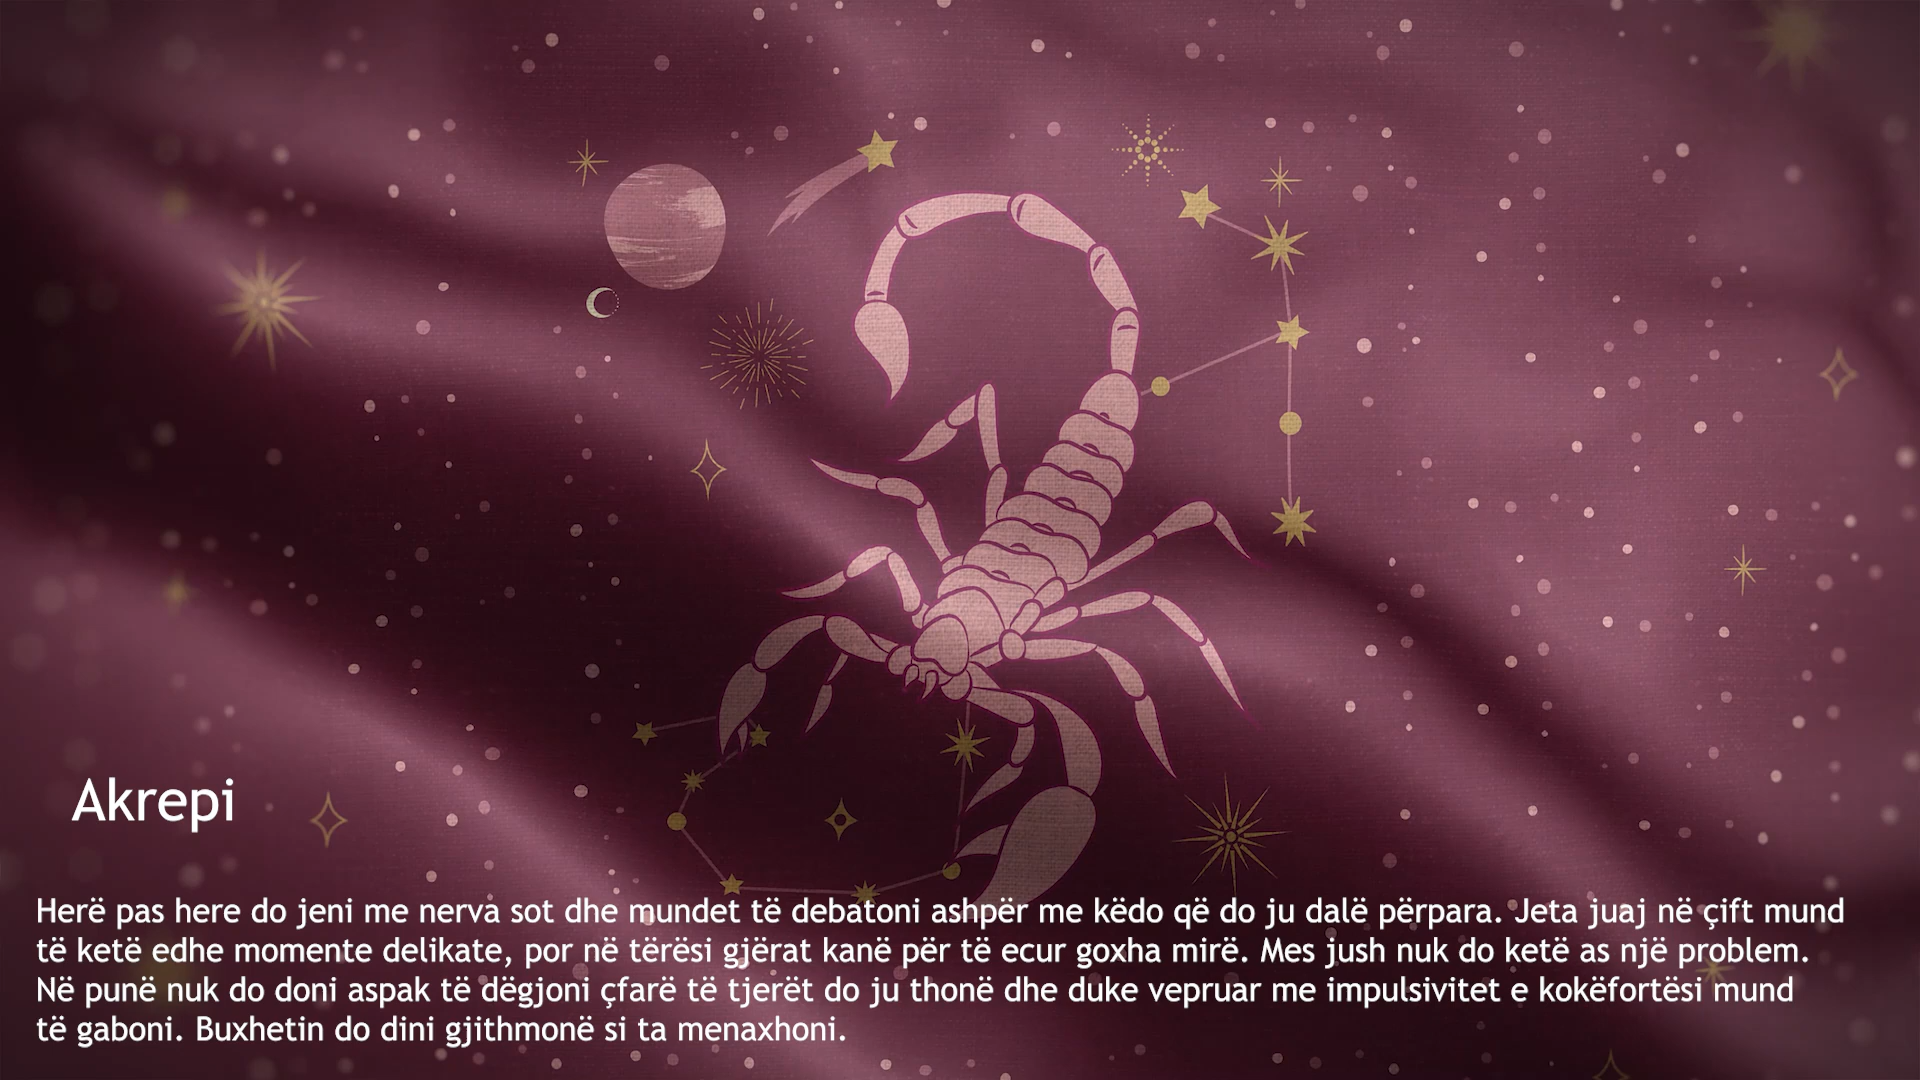 Akrepi
Herë pas here do jeni me nerva sot dhe mundet të debatoni ashpër me këdo që do ju dalë përpara. Jeta juaj në çift mund
të ketë edhe momente delikate, por në tërësi gjërat kanë për të ecur goxha mirë. Mes jush nuk do ketë as një problem.
Në punë nuk do doni aspak të dëgjoni çfarë të tjerët do ju thonë dhe duke vepruar me impulsivitet e kokëfortësi mund
të gaboni. Buxhetin do dini gjithmonë si ta menaxhoni.